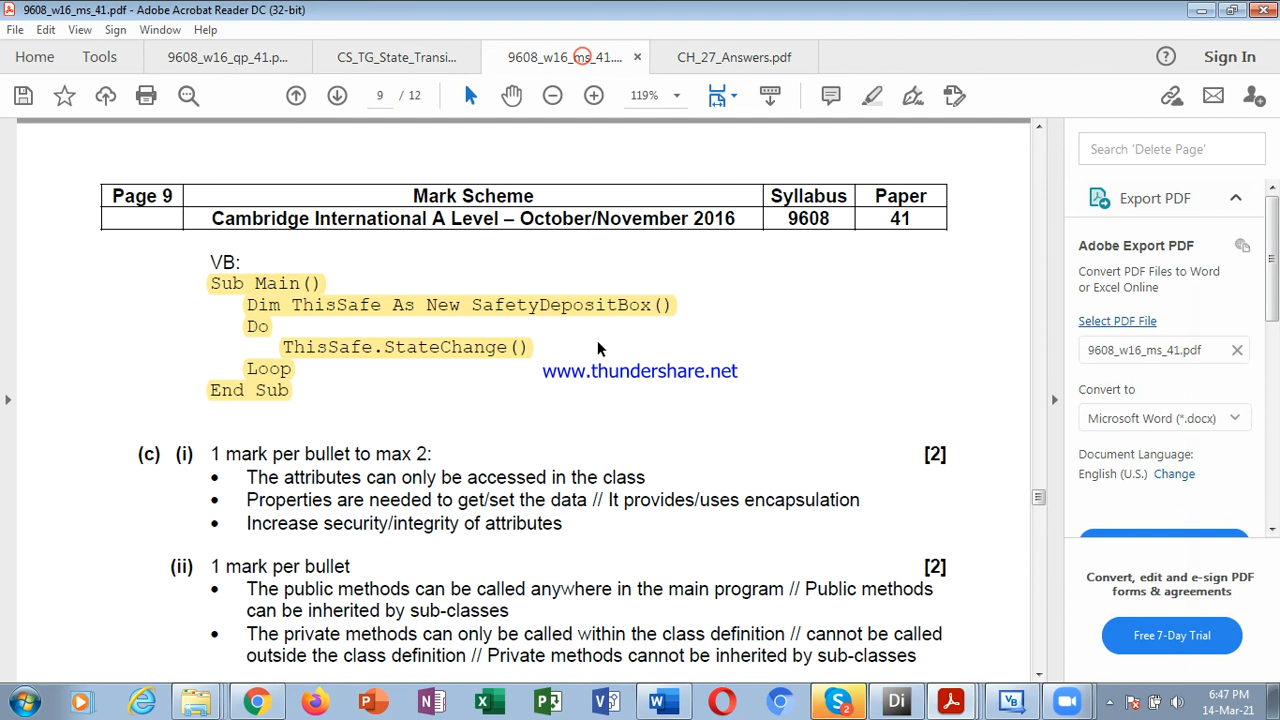 9608_w16_ms_41.pdf - Adobe Acrobat Reader DC (32-bit)
File Edit View Sign Window Help
Home Tools 9608_w16_qp_41.p... CS_TG_State_Transi... 9608_w16_ms_41.... × CH_27_Answers.pdf Sign In
9 / 12 119%
Search 'Delete Page'
Export PDF
Adobe Export PDF
Convert PDF Files to Word
or Excel Online
Select PDF File
9608_w16_ms_41.pdf
Convert to
Microsoft Word (*.docx)
Document Language:
English (U.S.) Change
Convert, edit and e-sign PDF
forms & agreements
Free 7-Day Trial
Page 9 Mark Scheme Syllabus Paper
Cambridge International A Level – October/November 2016 9608 41
VB:
Sub Main()
Dim ThisSafe As New SafetyDepositBox()
Do
ThisSafe.StateChange()
Loop
www.thundershare.net
End Sub
(c) (i) 1 mark per bullet to max 2: [2]
• The attributes can only be accessed in the class
• Properties are needed to get/set the data // It provides/uses encapsulation
• Increase security/integrity of attributes
(ii) 1 mark per bullet [2]
• The public methods can be called anywhere in the main program // Public methods
can be inherited by sub-classes
• The private methods can only be called within the class definition // cannot be called
outside the class definition // Private methods cannot be inherited by sub-classes
6:47 PM
14-Mar-21